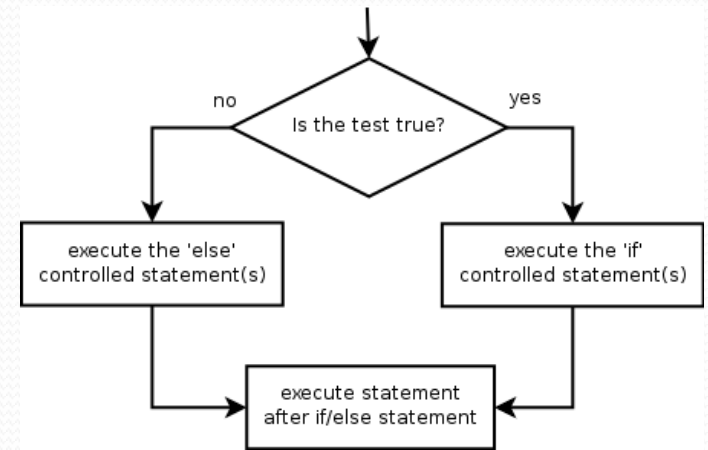 no
yes
Is the test true?
execute the 'else'
controlled statement(s)
execute the 'if'
controlled statement(s)
execute statement
after if/else statement